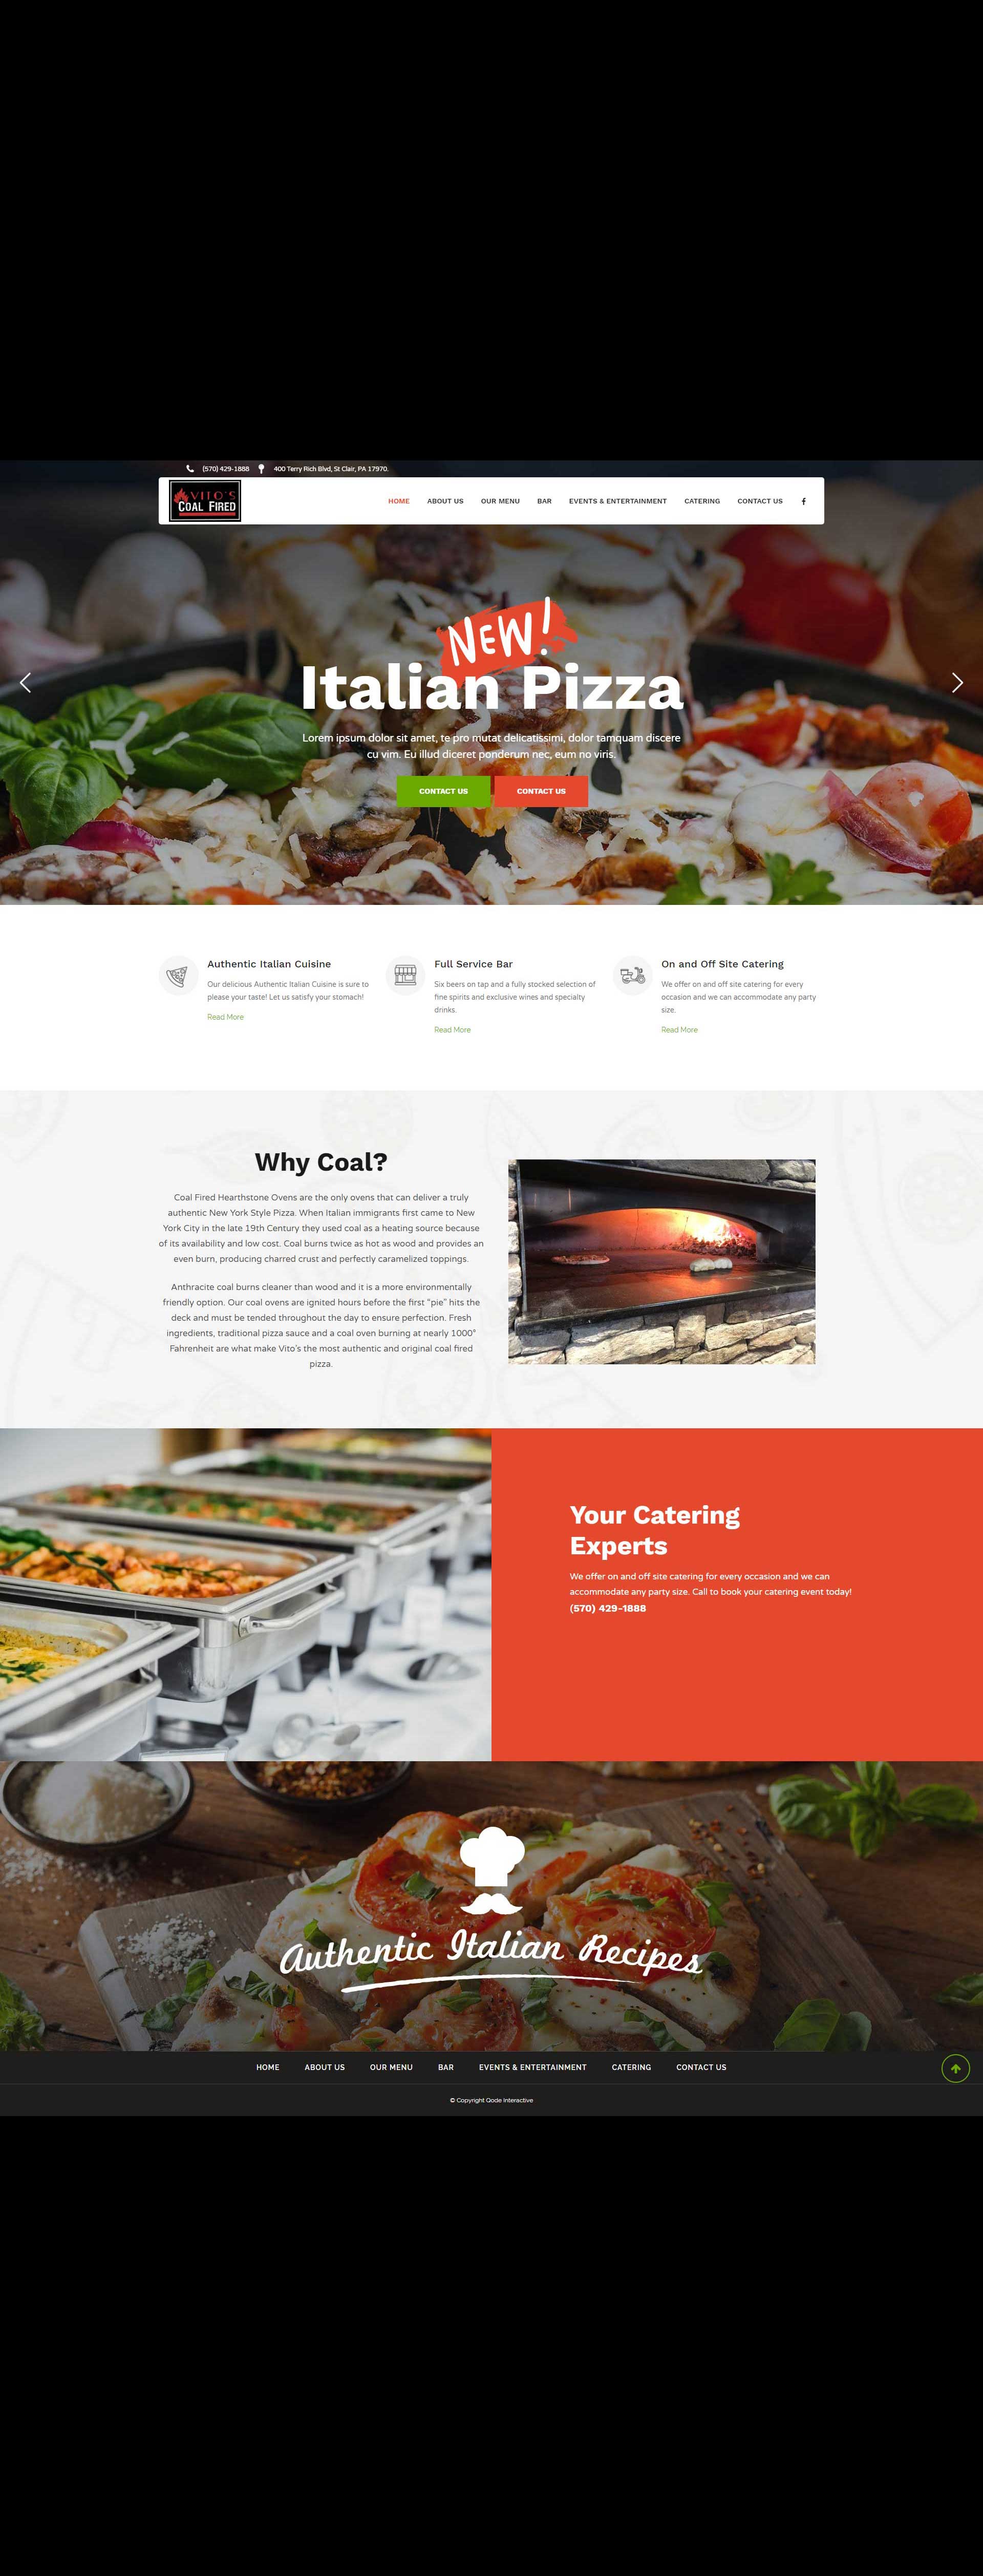 (570) 429-1888 400 Terry Rich Blvd, St Clair, PA 17970.
VITO'S
COAL FIRED
HOME ABOUT US OUR MENU BAR EVENTS & ENTERTAINMENT CATERING CONTACT US
NEW!
Italian Pizza
Lorem ipsum dolor sit amet, te pro mutat delicatissimi, dolor tamquam discere
cu vim. Eu illud diceret ponderum nec, eum no viris.
CONTACT US CONTACT US
Authentic Italian Cuisine
Our delicious Authentic Italian Cuisine is sure to
please your taste! Let us satisfy your stomach!
Read More
Full Service Bar
Six beers on tap and a fully stocked selection of
fine spirits and exclusive wines and specialty
drinks.
Read More
On and Off Site Catering
We offer on and off site catering for every
occasion and we can accommodate any party
size.
Read More
Why Coal?
Coal Fired Hearthstone Ovens are the only ovens that can deliver a truly
authentic New York Style Pizza. When Italian immigrants first came to New
York City in the late 19th Century they used coal as a heating source because
of its availability and low cost. Coal burns twice as hot as wood and provides an
even burn, producing charred crust and perfectly caramelized toppings.
Anthracite coal burns cleaner than wood and it is a more environmentally
friendly option. Our coal ovens are ignited hours before the first “pie” hits the
deck and must be tended throughout the day to ensure perfection. Fresh
ingredients, traditional pizza sauce and a coal oven burning at nearly 1000°
Fahrenheit are what make Vito’s the most authentic and original coal fired
pizza.
Your Catering
Experts
We offer on and off site catering for every occasion and we can
accommodate any party size. Call to book your catering event today!
(570) 429-1888
Authentic Italian Recipes
HOME ABOUT US OUR MENU BAR EVENTS & ENTERTAINMENT CATERING CONTACT US
© Copyright Qode Interactive